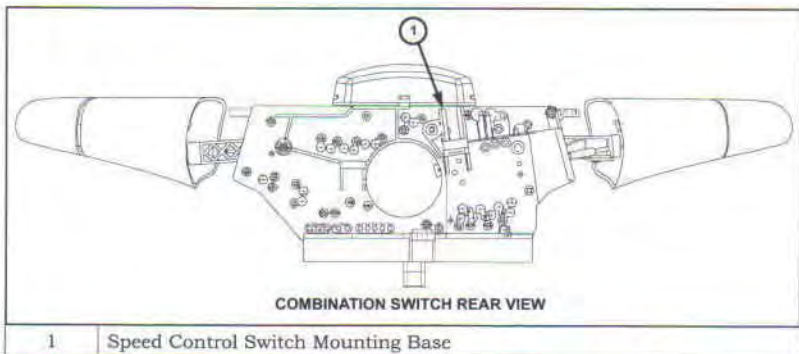 1
COMBINATION SWITCH REAR VIEW
1 Speed Control Switch Mounting Base